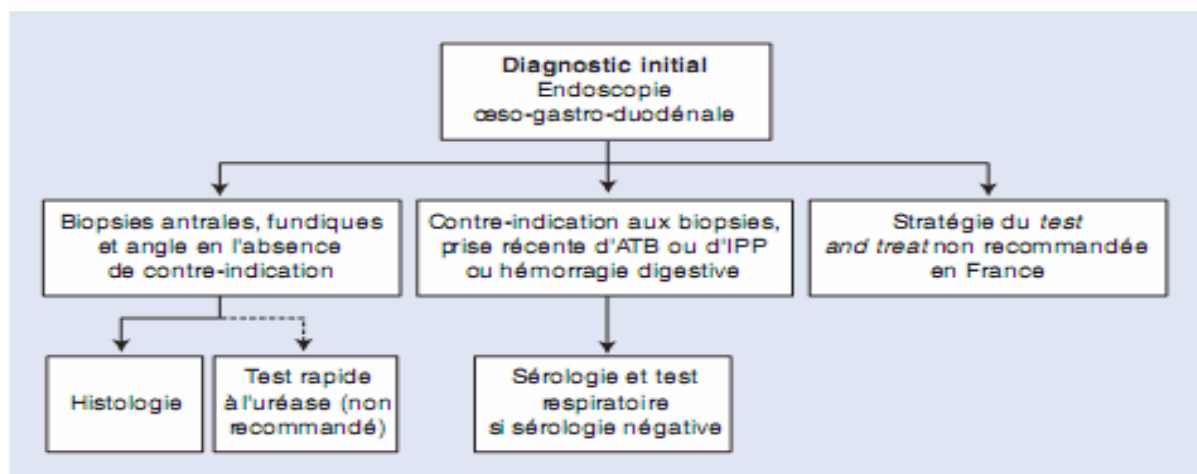 Diagnostic initial
Endoscopie
œso-gastro-duodénale
Biopsies antrales, fundiques
et angle en l'absence
de contre-indication
Contre-indication aux biopsies,
prise récente d'ATB ou d'IPP
ou hémorragie digestive
Stratégie du test
and treat non recommandée
en France
Histologie
Test rapide
à l'uréase (non
recommandé)
Sérologie et test
respiratoire
si sérologie négative